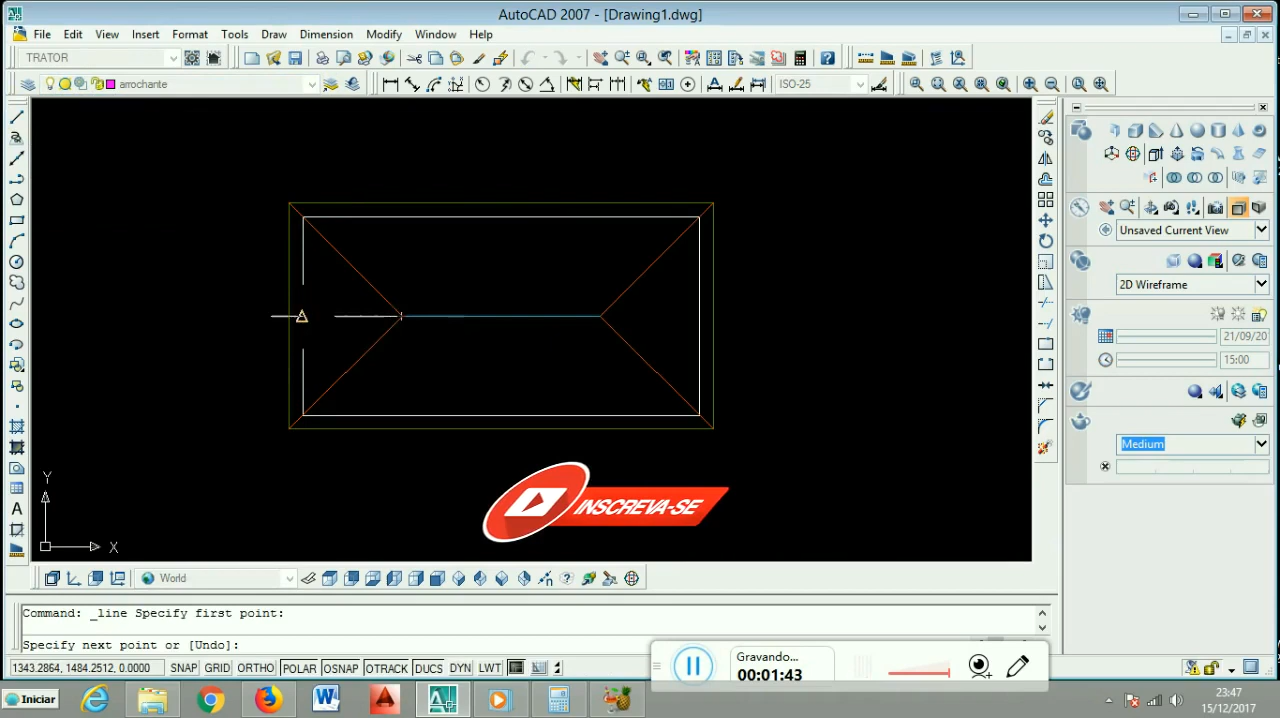 AutoCAD 2007 - [Drawing1.dwg]
File Edit View Insert Format Tools Draw Dimension Modify Window Help
TRATOR
arrochante ISO-25
Unsaved Current View
2D Wireframe
21/09/20
15:00
Medium
INSCREVA-SE
Y
X
World
Command: _line Specify first point:
Specify next point or [Undo]:
Gravando...
00:01:43
1343.2864, 1484.2512, 0.0000 SNAP GRID ORTHO POLAR OSNAP OTRACK DUCS DYN LWT
Iniciar
23:47
15/12/2017